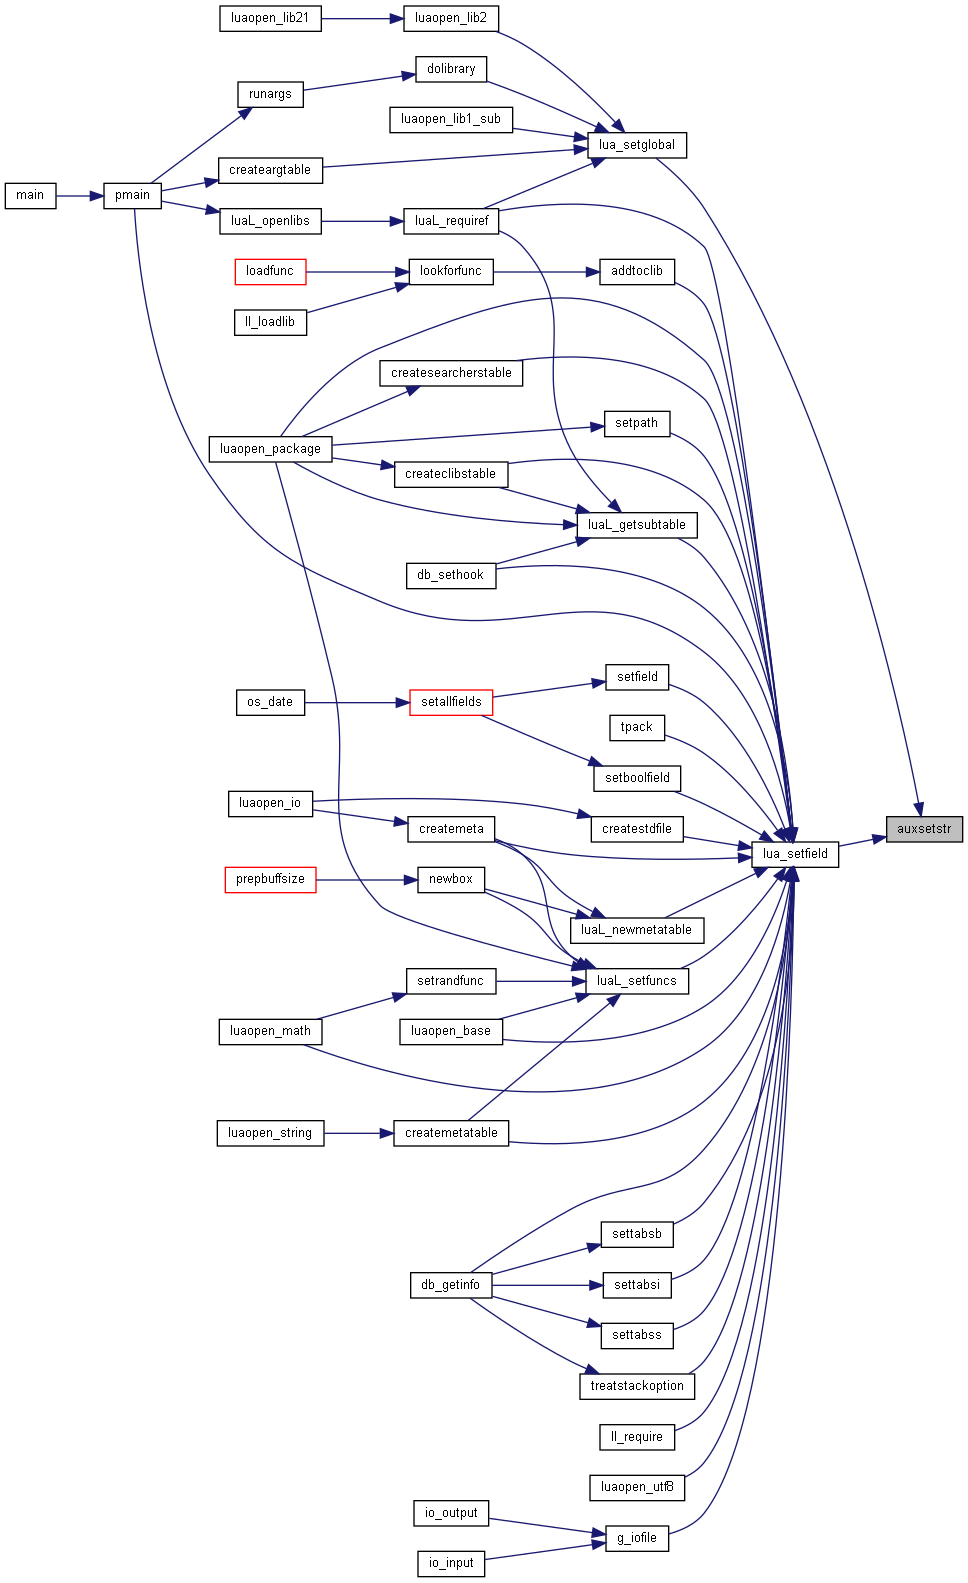 luaopen_lib21
luaopen_lib2
dolibrary
runargs
luaopen_lib1_sub
lua_setglobal
createargtable
main
pmain
luaL_openlibs
luaL_requiref
loadfunc
lookforfunc
addtoclib
ll_loadlib
createsearcherstable
setpath
luaopen_package
createclibstable
luaL_getsubtable
db_sethook
setfield
os_date
setallfields
tpack
setboolfield
luaopen_io
createmeta
createstdfile
auxsetstr
lua_setfield
prepbuffsize
newbox
luaL_newmetatable
setrandfunc
luaL_setfuncs
luaopen_math
luaopen_base
luaopen_string
createmetatable
settabsb
db_getinfo
settabsi
settabss
treatstackoption
ll_require
luaopen_utf8
io_output
g_iofile
io_input